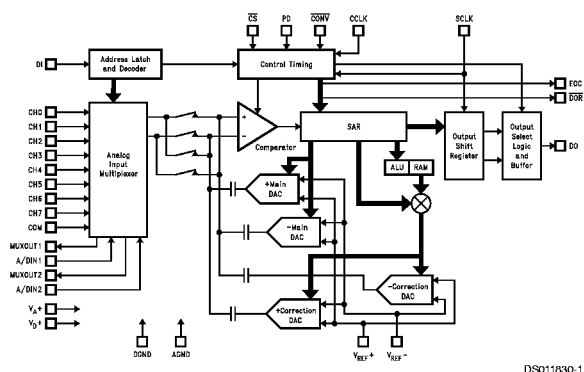 CS PD CONV CCLK SCLK
DI
Address Latch
and Decoder
Control Timing
EOC
DOR
CH0
CH1
CH2
CH3
CH4
CH5
CH6
CH7
COM
MUXOUT1
A/DIN1
MUXOUT2
A/DIN2
VA+
VD+
Analog
Input
Multiplexer
+
−
Comparator
SAR
ALU RAM
Output
Shift
Register
Output
Select
Logic
and
Buffer
DO
+Main
DAC
−Main
DAC
−Correction
DAC
+Correction
DAC
DGND AGND
VREF+ VREF−
DS011830-1